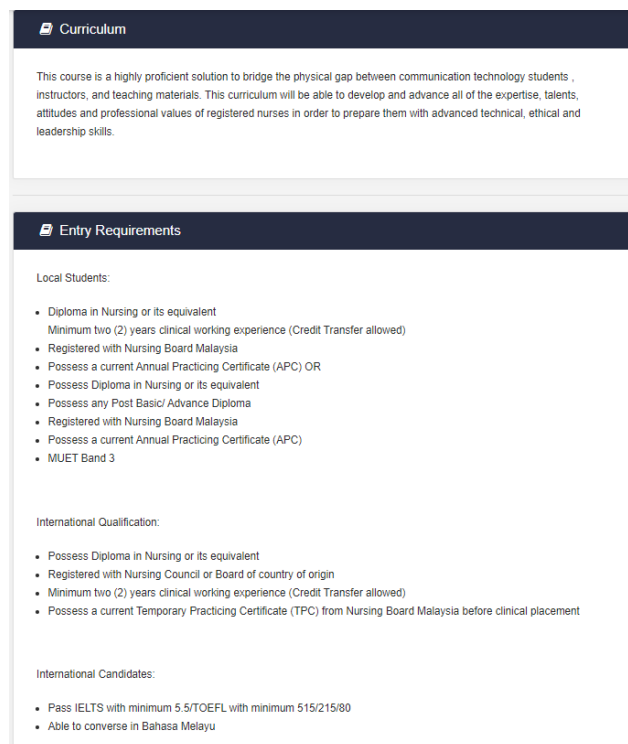 Curriculum
This course is a highly proficient solution to bridge the physical gap between communication technology students ,
instructors, and teaching materials. This curriculum will be able to develop and advance all of the expertise, talents,
attitudes and professional values of registered nurses in order to prepare them with advanced technical, ethical and
leadership skills.
Entry Requirements
Local Students:
• Diploma in Nursing or its equivalent
Minimum two (2) years clinical working experience (Credit Transfer allowed)
• Registered with Nursing Board Malaysia
• Possess a current Annual Practicing Certificate (APC) OR
• Possess Diploma in Nursing or its equivalent
• Possess any Post Basic/ Advance Diploma
• Registered with Nursing Board Malaysia
• Possess a current Annual Practicing Certificate (APC)
• MUET Band 3
International Qualification:
• Possess Diploma in Nursing or its equivalent
• Registered with Nursing Council or Board of country of origin
• Minimum two (2) years clinical working experience (Credit Transfer allowed)
• Possess a current Temporary Practicing Certificate (TPC) from Nursing Board Malaysia before clinical placement
International Candidates:
• Pass IELTS with minimum 5.5/TOEFL with minimum 515/215/80
• Able to converse in Bahasa Melayu